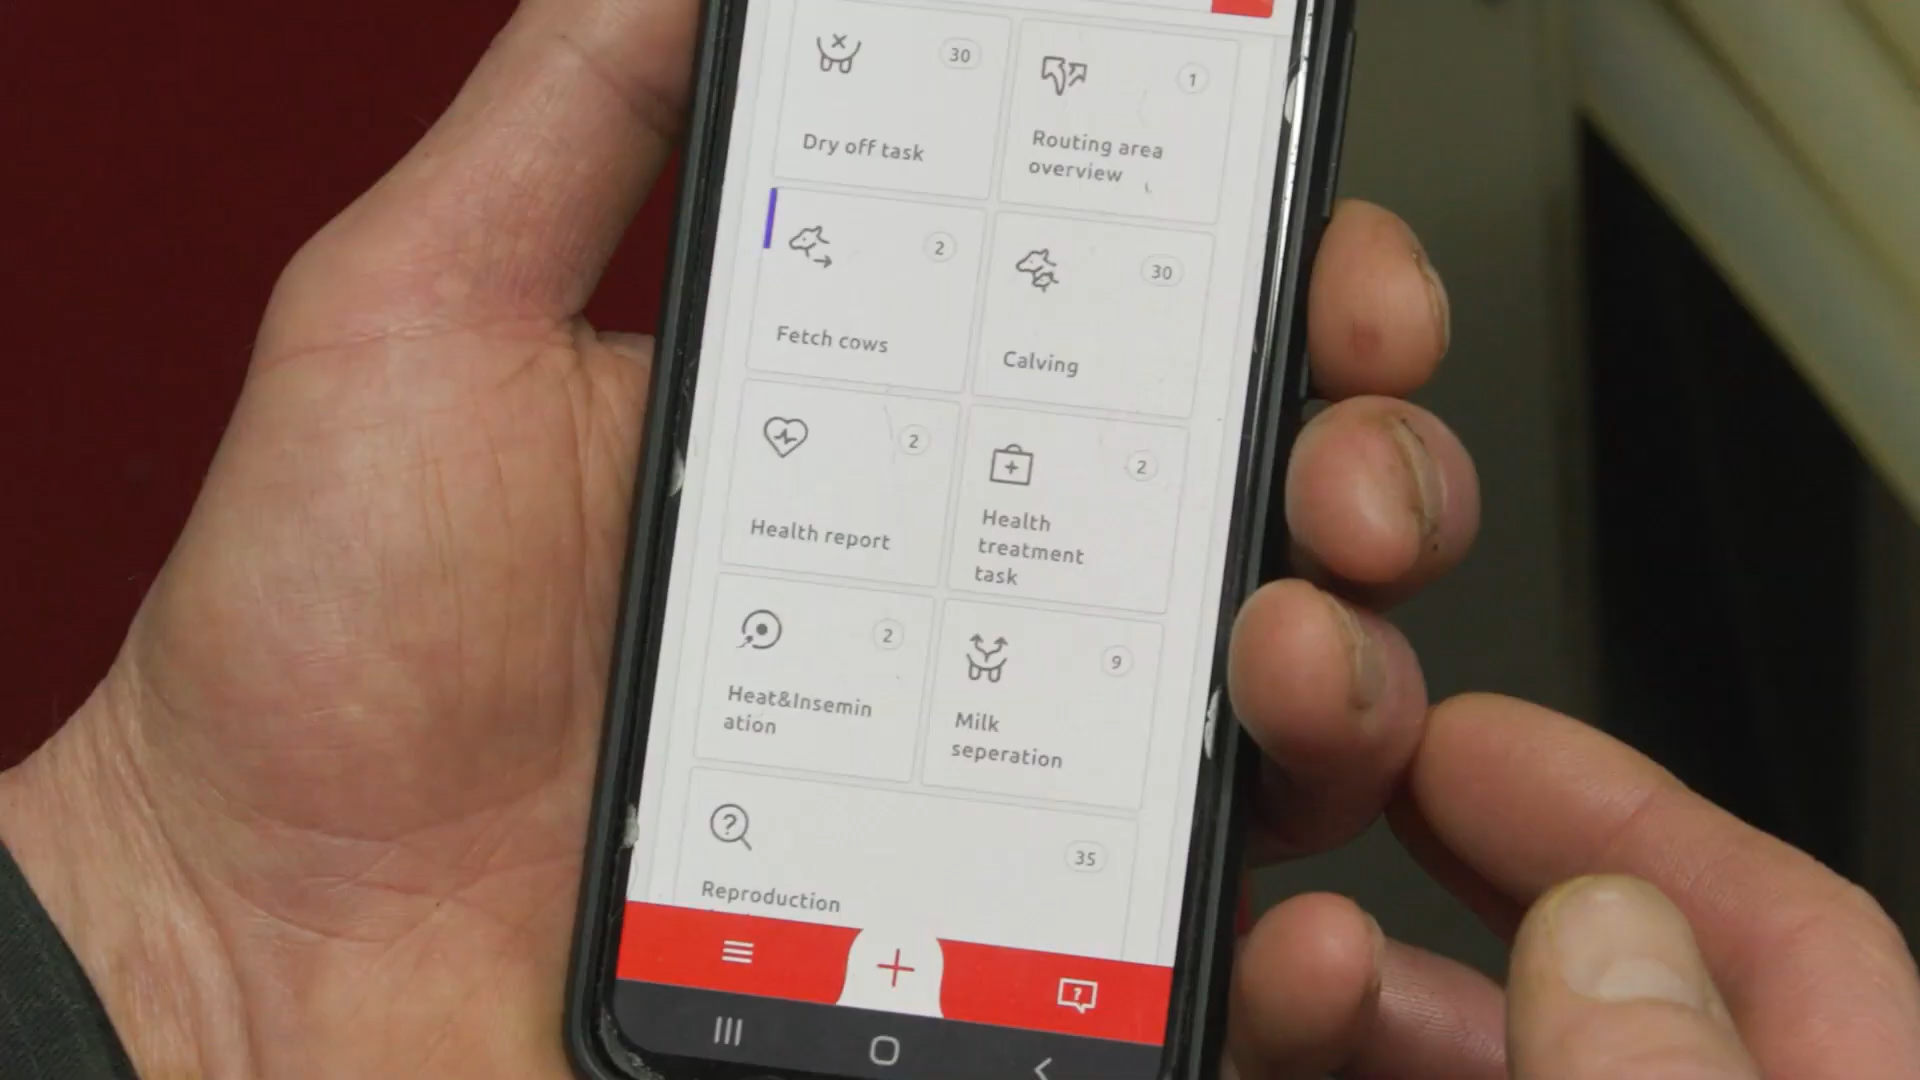 30
Dry off task
1
Routing area
overview
2
Fetch cows
30
Calving
2
Health report
2
Health
treatment
task
2
Heat&Insemin
ation
9
Milk
seperation
35
Reproduction